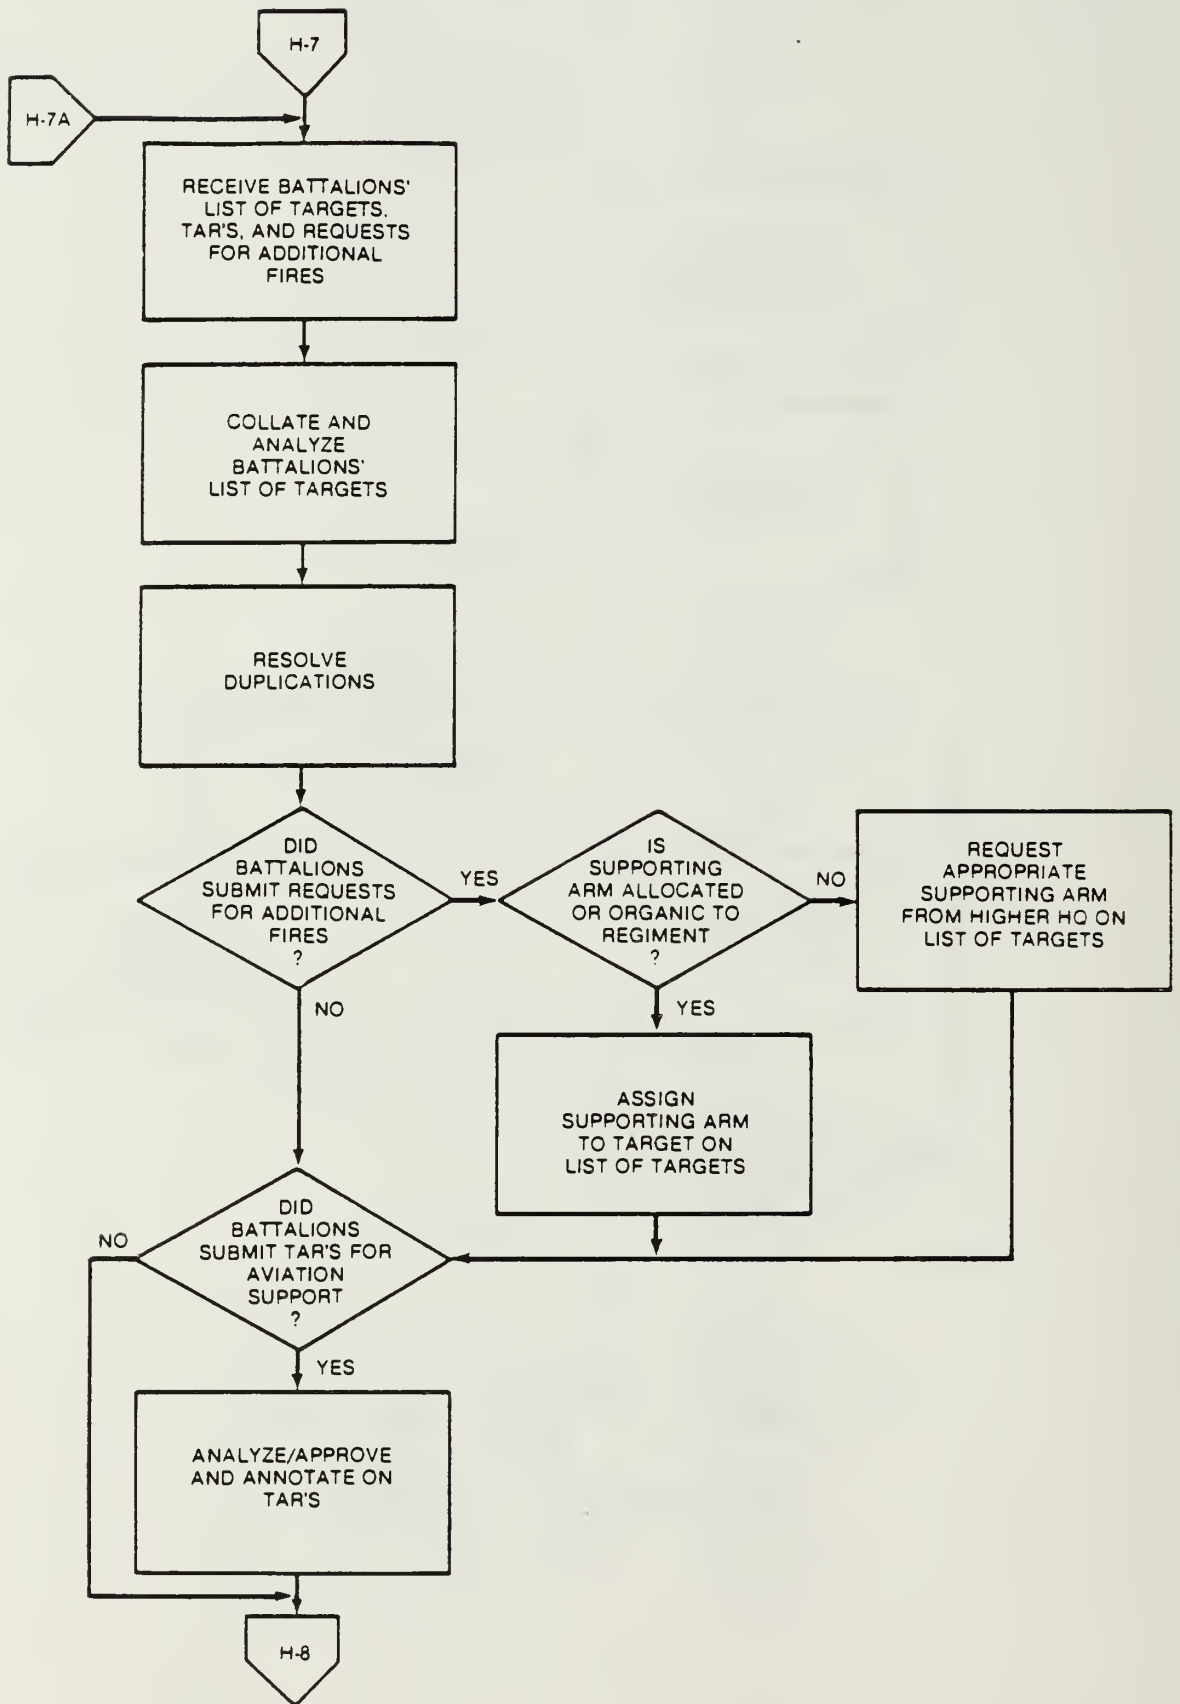 H-7
H-7A
RECEIVE BATTALIONS'
LIST OF TARGETS.
TAR'S, AND REQUESTS
FOR ADDITIONAL
FIRES
COLLATE AND
ANALYZE
BATTALIONS'
LIST OF TARGETS
RESOLVE
DUPLICATIONS
DID
BATTALIONS
SUBMIT REQUESTS
FOR ADDITIONAL
FIRES
?
YES
IS
SUPPORTING
ARM ALLOCATED
OR ORGANIC TO
REGIMENT
?
NO
REQUEST
APPROPRIATE
SUPPORTING ARM
FROM HIGHER HQ ON
LIST OF TARGETS
NO
YES
ASSIGN
SUPPORTING ARM
TO TARGET ON
LIST OF TARGETS
DID
BATTALIONS
SUBMIT TAR'S FOR
AVIATION
SUPPORT
?
NO
YES
ANALYZE/APPROVE
AND ANNOTATE ON
TAR'S
H-8